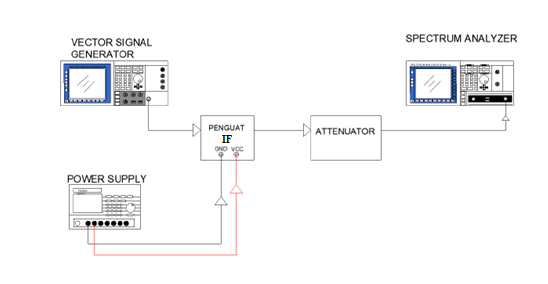 VECTOR SIGNAL
GENERATOR
SPECTRUM ANALYZER
PENGUAT
IF
GND VCC
ATTENUATOR
POWER SUPPLY